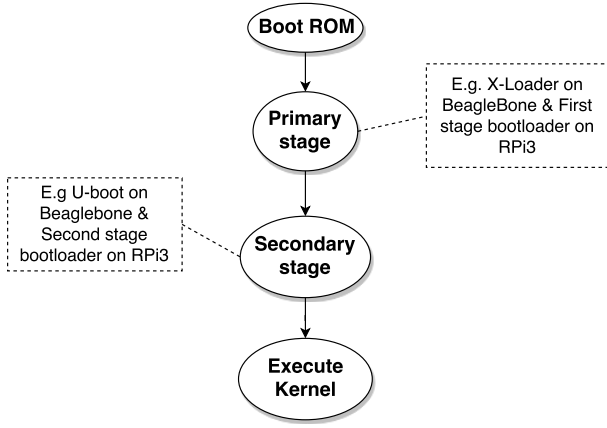 Boot ROM
Primary
stage
E.g. X-Loader on
BeagleBone & First
stage bootloader on
RPi3
E.g U-boot on
Beaglebone &
Second stage
bootloader on RPi3
Secondary
stage
Execute
Kernel